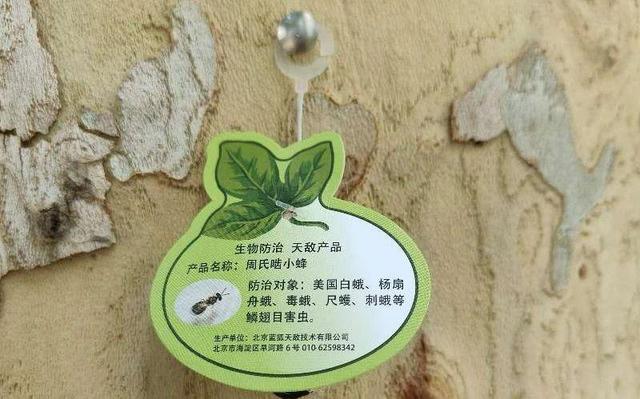 生物防治 天敌产品
产品名称：周氏啮小蜂
防治对象：美国白蛾、杨扇
舟蛾、毒蛾、尺蠖、刺蛾等
鳞翅目害虫。
生产单位：北京蓝狐天敌技术有限公司
北京市海淀区旱河路6号 010-62598342